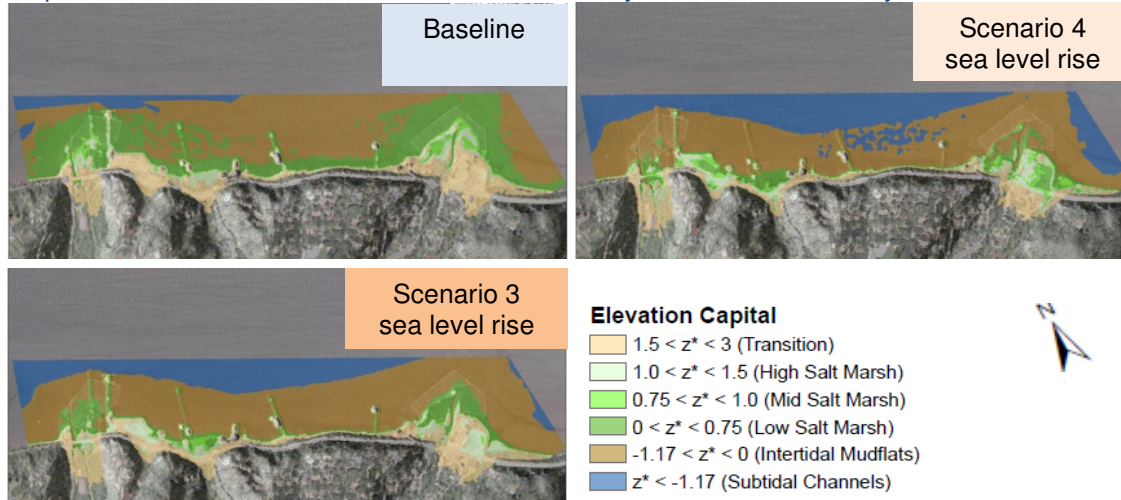 Baseline
Scenario 4
sea level rise
Scenario 3
sea level rise
Elevation Capital
N
1.5 < z* < 3 (Transition)
1.0 < z* < 1.5 (High Salt Marsh)
0.75 < z* < 1.0 (Mid Salt Marsh)
0 < z* < 0.75 (Low Salt Marsh)
-1.17 < z* < 0 (Intertidal Mudflats)
z* < -1.17 (Subtidal Channels)